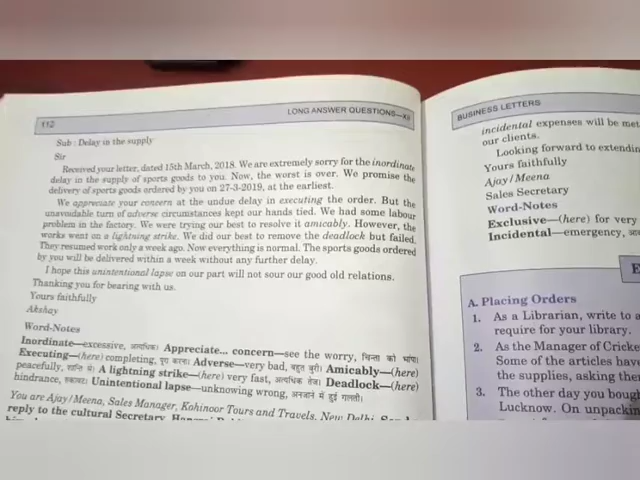 112
LONG ANSWER QUESTIONS—XII
Sub : Delay in the supply
Sir
Received your letter, dated 15th March, 2018. We are extremely sorry for the inordinate
delay in the supply of sports goods to you. Now, the worst is over. We promise the
delivery of sports goods ordered by you on 27-3-2019, at the earliest.
We appreciate your concern at the undue delay in executing the order. But the
unavoidable turn of adverse circumstances kept our hands tied. We had some labour
problem in the factory. We were trying our best to resolve it amicably. However, the
works went on a lightning strike. We did our best to remove the deadlock but failed.
They resumed work only a week ago. Now everything is normal. The sports goods ordered
by you will be delivered within a week without any further delay.
I hope this unintentional lapse on our part will not sour our good old relations.
Thanking you for bearing with us.
Yours faithfully
Akshay
Word-Notes
Inordinate—excessive, अत्यधिक। Appreciate... concern—see the worry, चिन्ता को भांपा।
Executing—(here) completing, पूरा करना। Adverse—very bad, बहुत बुरी। Amicably—(here)
peacefully, शान्ति से। A lightning strike—(here) very fast, अत्यधिक तेज। Deadlock—(here)
hindrance, रुकावट। Unintentional lapse—unknowing wrong, अनजाने में हुई गलती।
You are Ajay/Meena, Sales Manager, Kohinoor Tours and Travels, New Delhi.
reply to the cultural Secretary,
BUSINESS LETTERS
incidental expenses will be met
our clients.
Looking forward to extendin
Yours faithfully
Ajay/Meena
Sales Secretary
Word-Notes
Exclusive—(here) for very
Incidental—emergency,
E
A. Placing Orders
1. As a Librarian, write to a
require for your library.
2. As the Manager of Cricke
Some of the articles have
the supplies, asking them
3. The other day you bough
Lucknow. On unpackin